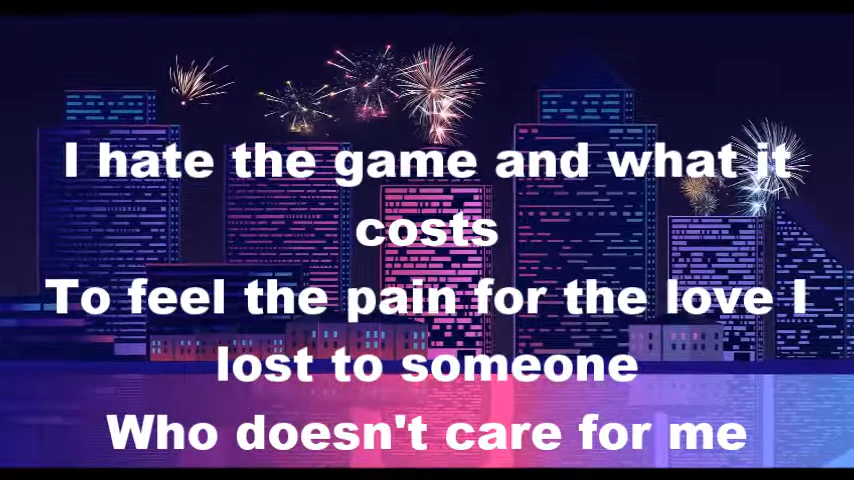 I hate the game and what it
costs
To feel the pain for the love I
lost to someone
Who doesn't care for me